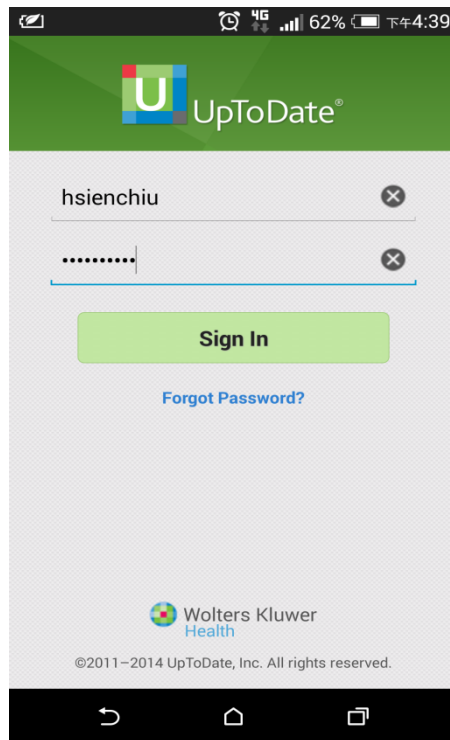 4G 62% 下午4:39
U UpToDate®
hsienchiu
••••••••••
Sign In
Forgot Password?
Wolters Kluwer
Health
©2011–2014 UpToDate, Inc. All rights reserved.